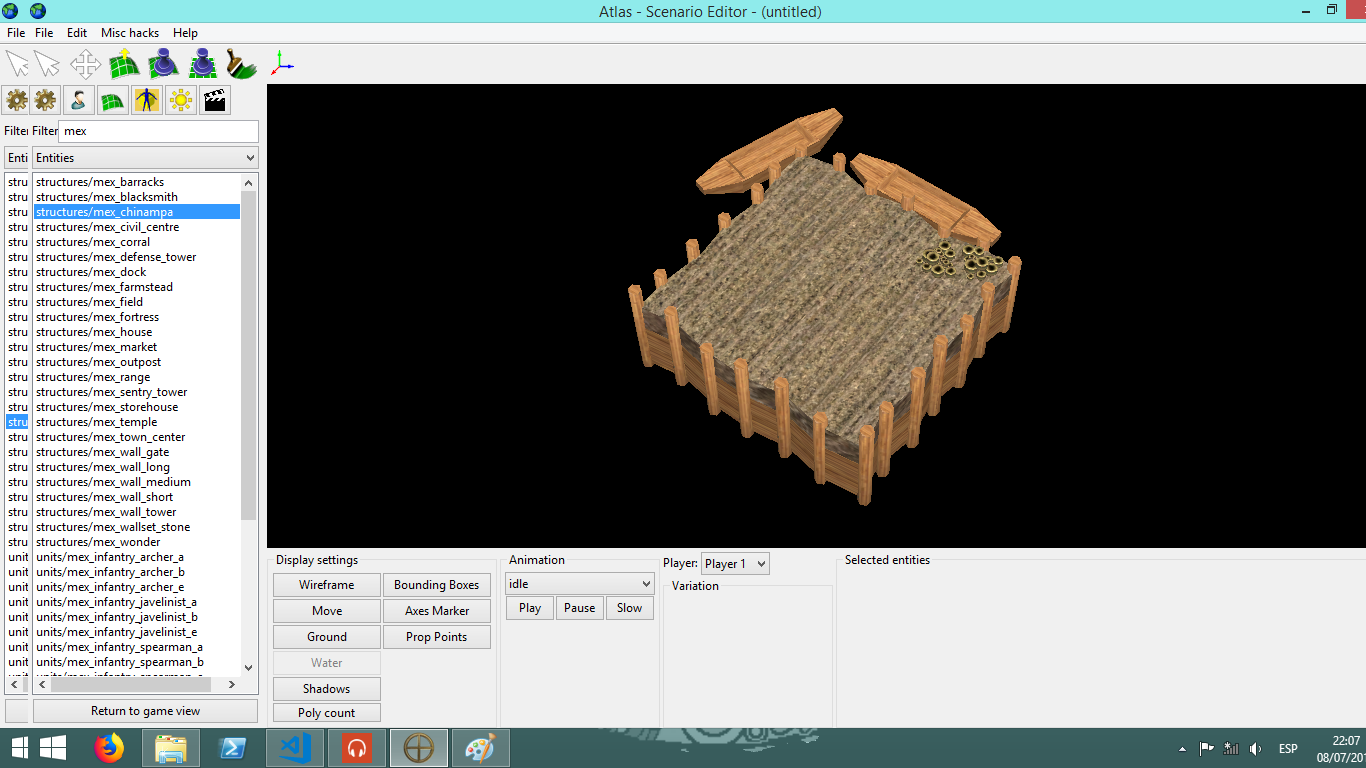 Atlas - Scenario Editor - (untitled)
File File Edit Misc hacks Help
Filter Filter mex
Enti Entities
stru structures/mex_barracks
stru structures/mex_blacksmith
stru structures/mex_chinampa
stru structures/mex_civil_centre
stru structures/mex_corral
stru structures/mex_defense_tower
stru structures/mex_dock
stru structures/mex_farmstead
stru structures/mex_field
stru structures/mex_fortress
stru structures/mex_house
stru structures/mex_market
stru structures/mex_outpost
stru structures/mex_range
stru structures/mex_sentry_tower
stru structures/mex_storehouse
stru structures/mex_temple
stru structures/mex_town_center
stru structures/mex_wall_gate
stru structures/mex_wall_long
stru structures/mex_wall_medium
stru structures/mex_wall_short
stru structures/mex_wall_tower
stru structures/mex_wallset_stone
stru structures/mex_wonder
unit units/mex_infantry_archer_a
unit units/mex_infantry_archer_b
unit units/mex_infantry_archer_e
unit units/mex_infantry_javelinist_a
unit units/mex_infantry_javelinist_b
unit units/mex_infantry_javelinist_e
unit units/mex_infantry_spearman_a
unit units/mex_infantry_spearman_b
Return to game view
Display settings
Wireframe Bounding Boxes
Move Axes Marker
Ground Prop Points
Water
Shadows
Poly count
Animation
idle
Play Pause Slow
Player: Player 1
Variation
Selected entities
ESP
22:07
08/07/20